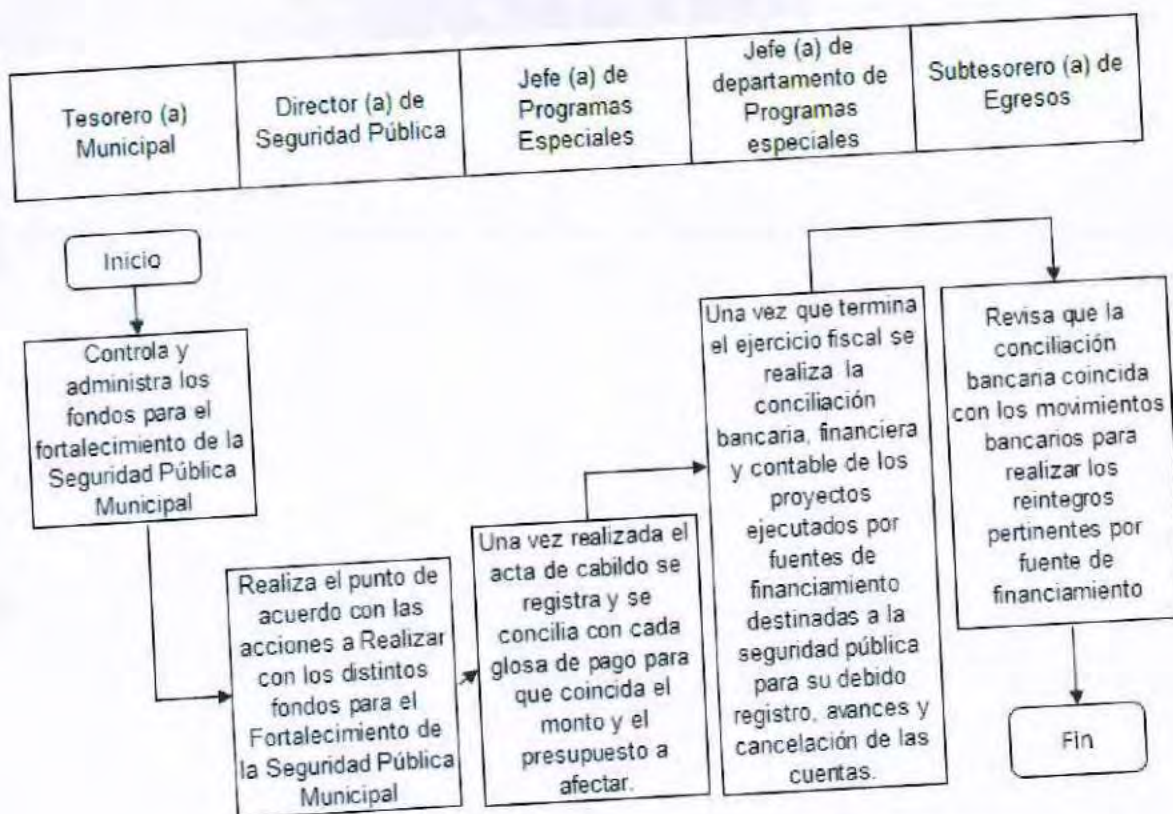 Tesorero (a)
Municipal
Director (a) de
Seguridad Pública
Jefe (a) de
Programas
Especiales
Jefe (a) de
departamento de
Programas
especiales
Subtesorero (a) de
Egresos
Inicio
Controla y
administra los
fondos para el
fortalecimiento de la
Seguridad Pública
Municipal
Realiza el punto de
acuerdo con las
acciones a Realizar
con los distintos
fondos para el
Fortalecimiento de
la Seguridad Pública
Municipal
Una vez realizada el
acta de cabildo se
registra y se
concilia con cada
glosa de pago para
que coincida el
monto y el
presupuesto a
afectar.
Una vez que termina
el ejercicio fiscal se
realiza la
conciliación
bancaria, financiera
y contable de los
proyectos
ejecutados por
fuentes de
financiamiento
destinadas a la
seguridad pública
para su debido
registro, avances y
cancelación de las
cuentas.
Revisa que la
conciliación
bancaria coincida
con los movimientos
bancarios para
realizar los
reintegros
pertinentes por
fuente de
financiamiento
Fin